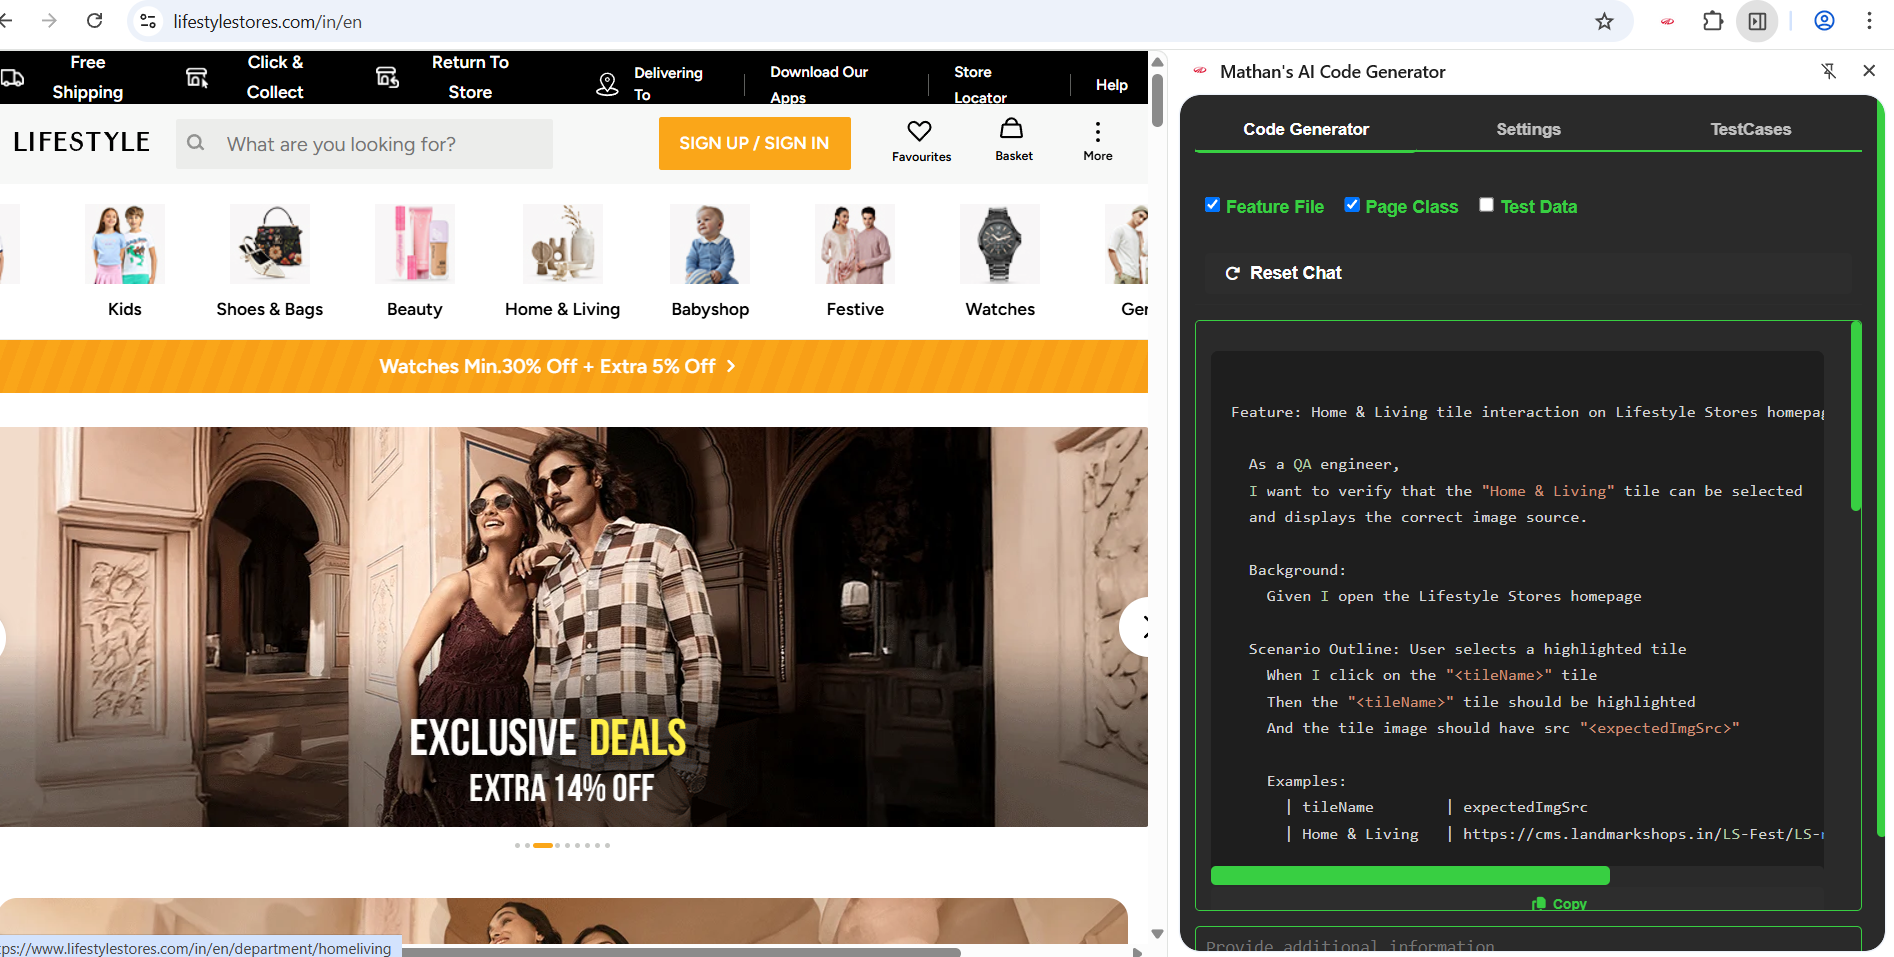 lifestylestores.com/in/en
Free Shipping
Click & Collect
Return To Store
Delivering To
Download Our Apps
Store Locator
Help
LIFESTYLE
What are you looking for?
SIGN UP / SIGN IN
Favourites
Basket
More
Kids
Shoes & Bags
Beauty
Home & Living
Babyshop
Festive
Watches
Ger
Watches Min.30% Off + Extra 5% Off
EXCLUSIVE DEALS
EXTRA 14% OFF
ps://www.lifestylestores.com/in/en/department/homeliving
Mathan's AI Code Generator
Code Generator
Settings
TestCases
Feature File
Page Class
Test Data
Reset Chat
Feature: Home & Living tile interaction on Lifestyle Stores homepag
As a QA engineer,
I want to verify that the "Home & Living" tile can be selected
and displays the correct image source.
Background:
Given I open the Lifestyle Stores homepage
Scenario Outline: User selects a highlighted tile
When I click on the "<tileName>" tile
Then the "<tileName>" tile should be highlighted
And the tile image should have src "<expectedImgSrc>"
Examples:
| tileName | expectedImgSrc
| Home & Living | https://cms.landmarkshops.in/LS-Fest/LS-
Copy
Provide additional information